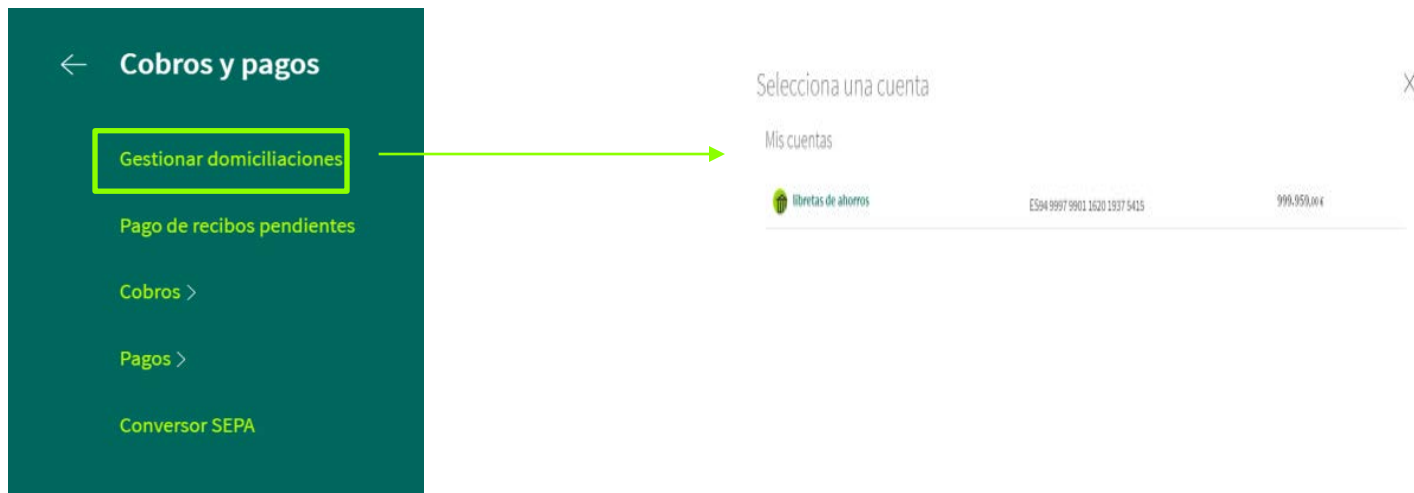 Cobros y pagos
Gestionar domiciliaciones
Pago de recibos pendientes
Cobros >
Pagos >
Conversor SEPA
Selecciona una cuenta X
Mis cuentas
libretas de ahorros ES94 9997 9901 1620 1937 5415 999.959,00 €